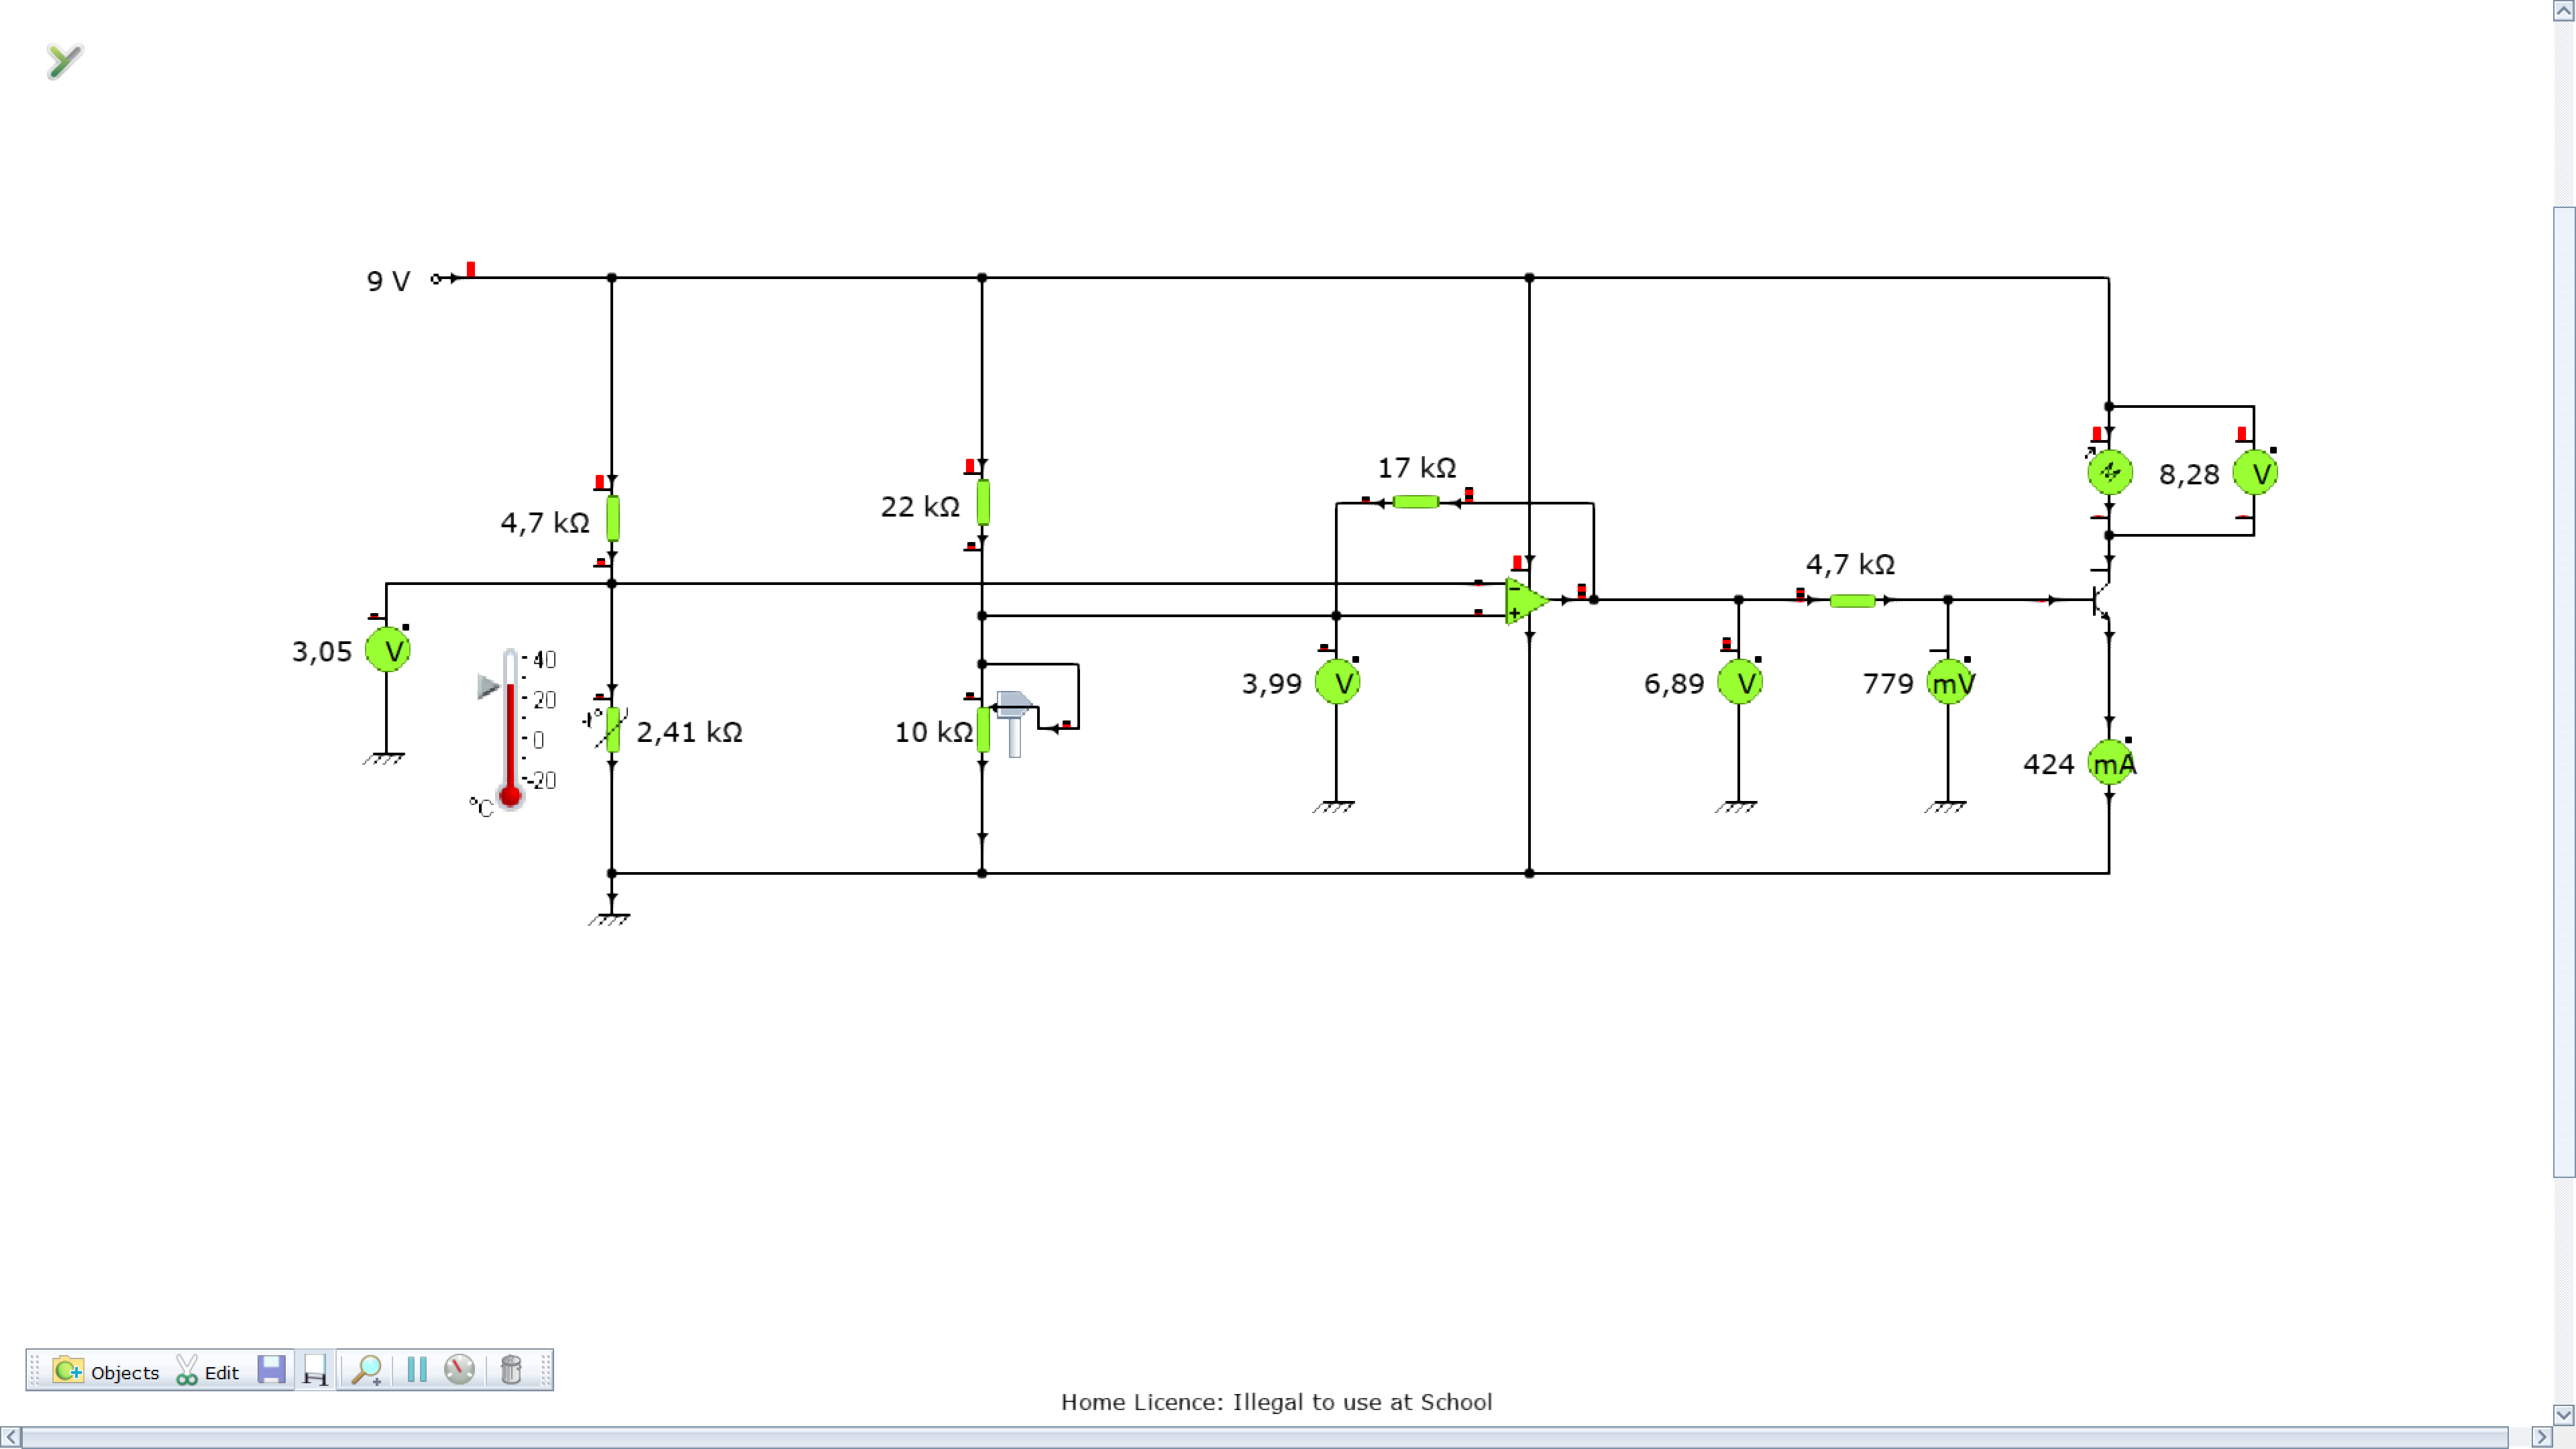 9 V
17 kΩ
8,28 V
22 kΩ
4,7 kΩ
4,7 kΩ
3,05 V
40
20
0
-20
°C
-t°
2,41 kΩ
10 kΩ
-
+
3,99 V
6,89 V
779 mV
424 mA
Objects Edit
Home Licence: Illegal to use at School